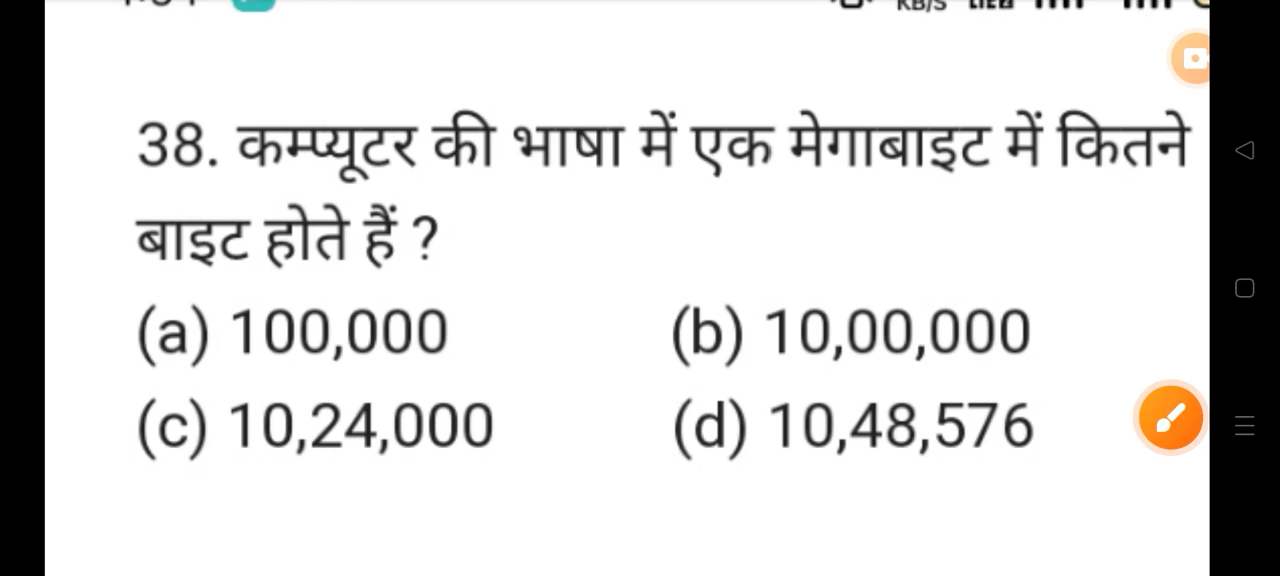 38. कम्प्यूटर की भाषा में एक मेगाबाइट में कितने
बाइट होते हैं ?
(a) 100,000 (b) 10,00,000
(c) 10,24,000 (d) 10,48,576